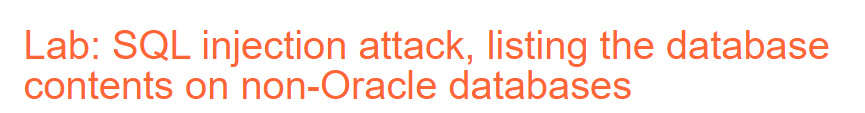 Lab: SQL injection attack, listing the database
contents on non-Oracle databases